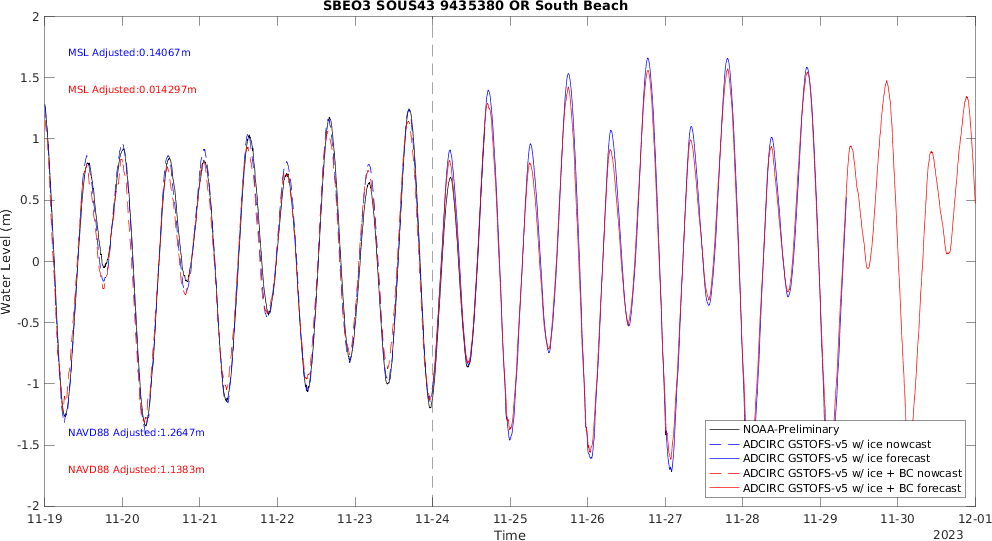 SBEO3 SOUS43 9435380 OR South Beach
MSL Adjusted:0.14067m
MSL Adjusted:0.014297m
NAVD88 Adjusted:1.2647m
NAVD88 Adjusted:1.1383m
Water Level (m)
2
1.5
1
0.5
0
-0.5
-1
-1.5
-2
NOAA-Preliminary
ADCIRC GSTOFS-v5 w/ ice nowcast
ADCIRC GSTOFS-v5 w/ ice forecast
ADCIRC GSTOFS-v5 w/ ice + BC nowcast
ADCIRC GSTOFS-v5 w/ ice + BC forecast
11-19 11-20 11-21 11-22 11-23 11-24 11-25 11-26 11-27 11-28 11-29 11-30 12-01
Time
2023